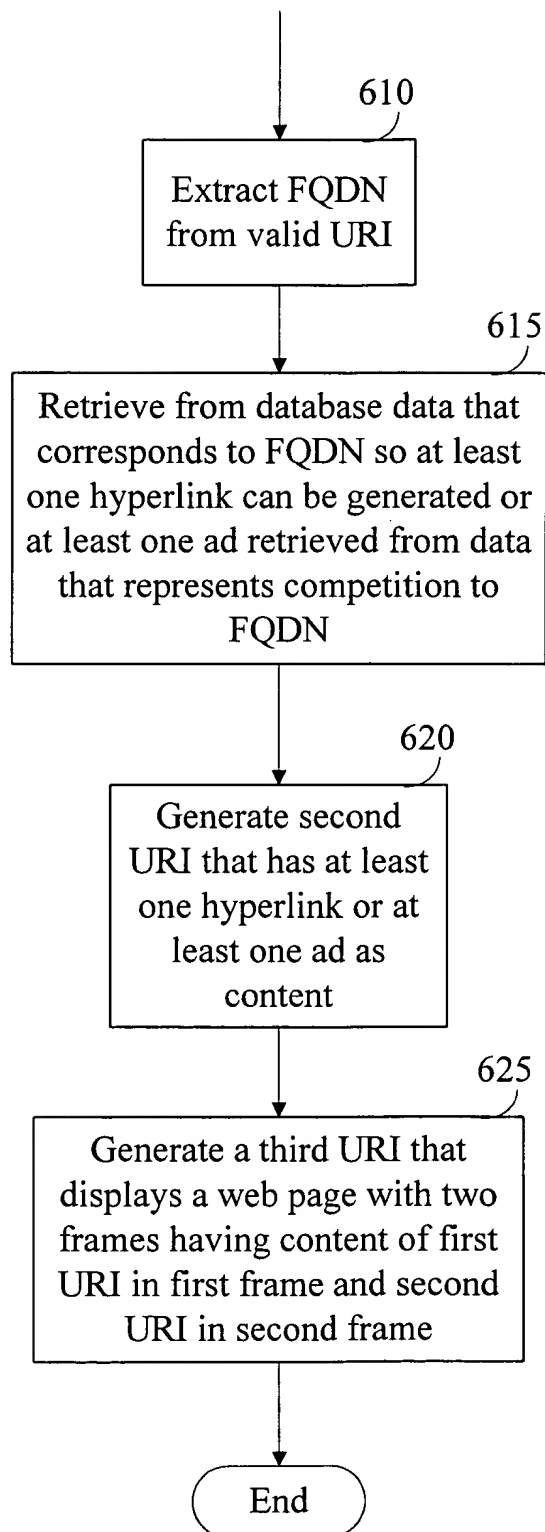 610
Extract FQDN
from valid URI
615
Retrieve from database data that
corresponds to FQDN so at least
one hyperlink can be generated or
at least one ad retrieved from data
that represents competition to
FQDN
620
Generate second
URI that has at least
one hyperlink or at
least one ad as
content
625
Generate a third URI that
displays a web page with two
frames having content of first
URI in first frame and second
URI in second frame
End